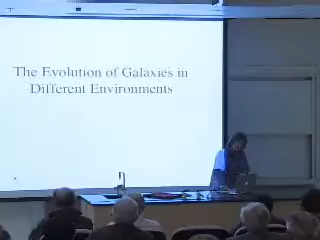 The Evolution of Galaxies in
Different Environments